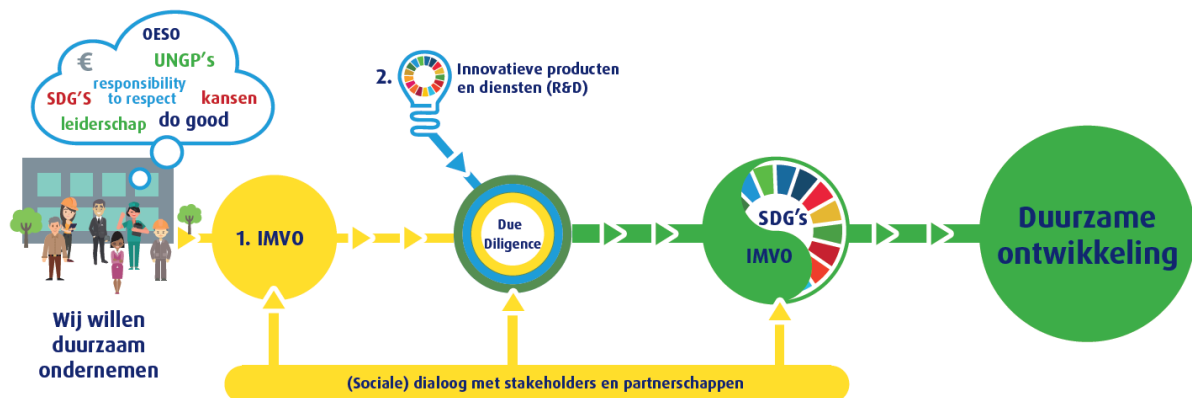 OESO
€
UNGP's
responsibility
to respect
SDG'S
kansen
leiderschap
do good
Wij willen
duurzaam
ondernemen
1. IMVO
2.
Innovatieve producten
en diensten (R&D)
Due
Diligence
SDG's
IMVO
Duurzame
ontwikkeling
(Sociale) dialoog met stakeholders en partnerschappen